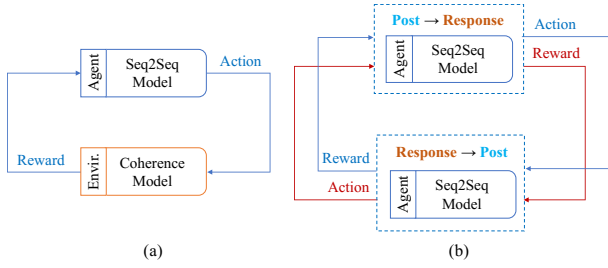 Agent
Seq2Seq
Model
Action
Reward
Envir.
Coherence
Model
(a)
Post → Response
Agent
Seq2Seq
Model
Action
Reward
Reward
Action
Response → Post
Agent
Seq2Seq
Model
(b)